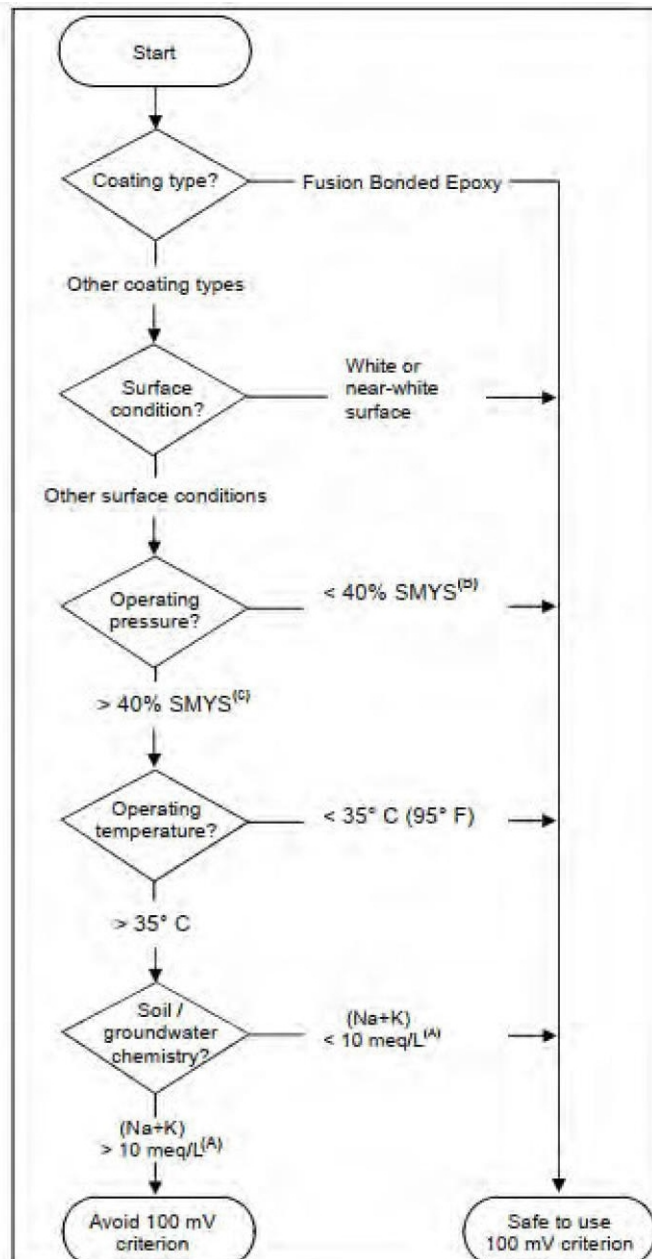 Start
Coating type?
Fusion Bonded Epoxy
Other coating types
Surface
condition?
White or
near-white
surface
Other surface conditions
Operating
pressure?
< 40% SMYS(B)
> 40% SMYS(C)
Operating
temperature?
< 35° C (95° F)
> 35° C
Soil /
groundwater
chemistry?
(Na+K)
< 10 meq/L(A)
(Na+K)
> 10 meq/L(A)
Avoid 100 mV
criterion
Safe to use
100 mV criterion